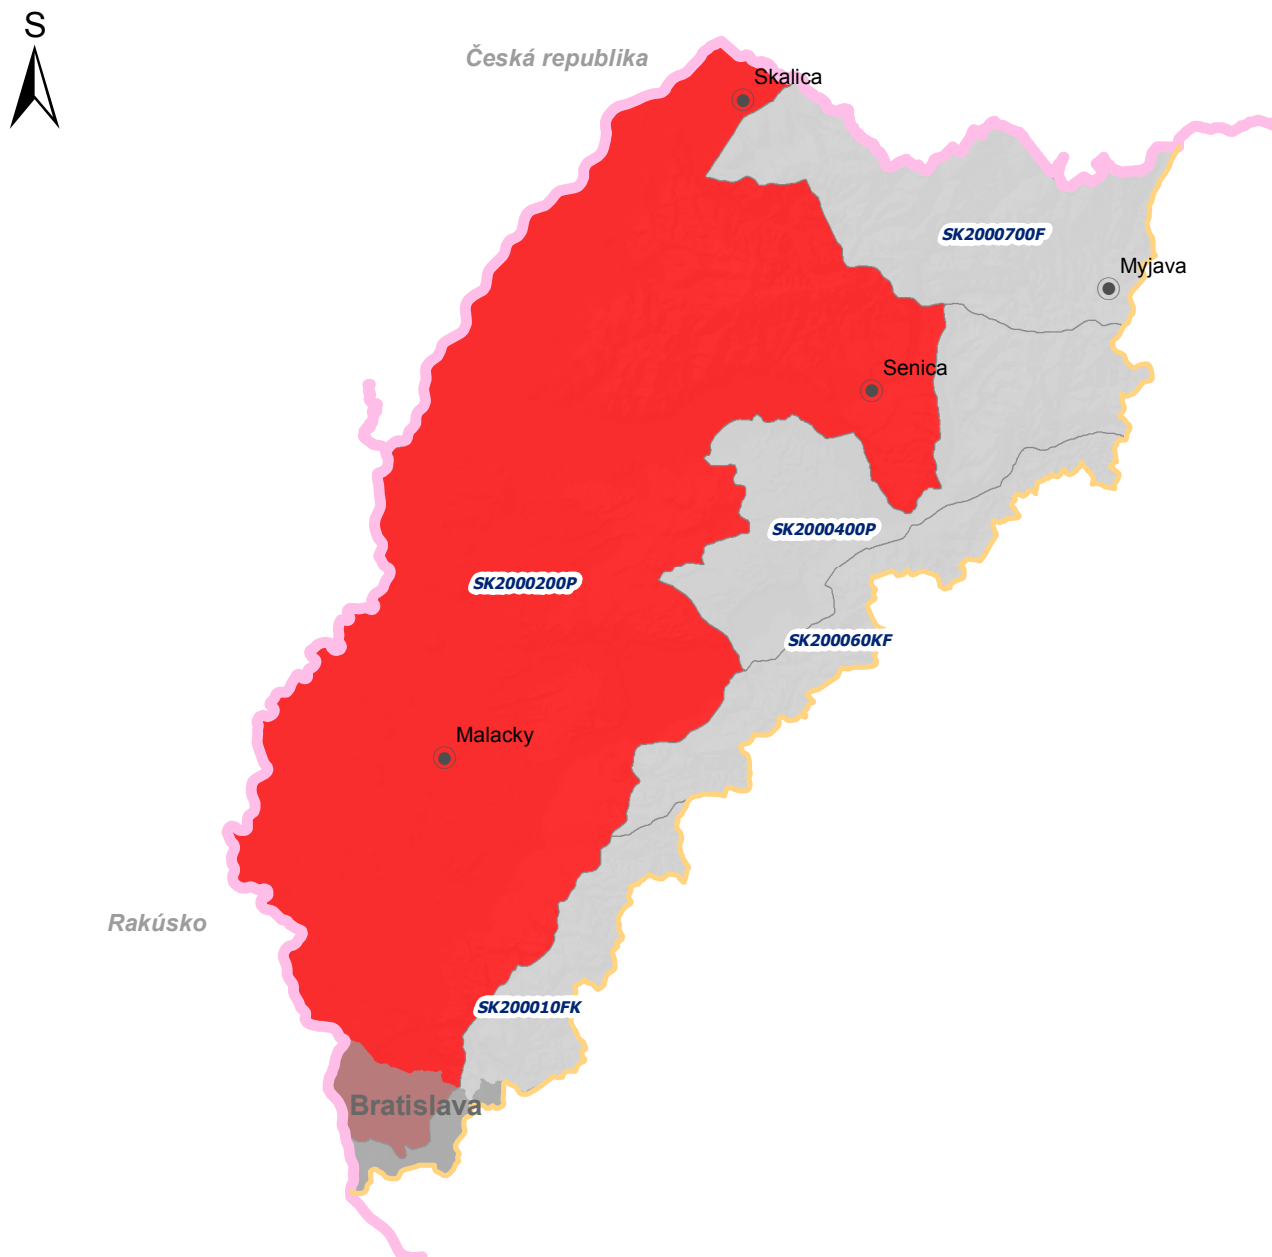 S
Česká republika
Skalica
SK2000700F
Myjava
Senica
SK2000400P
SK2000200P
SK200060KF
Malacky
Rakúsko
SK200010FK
Bratislava